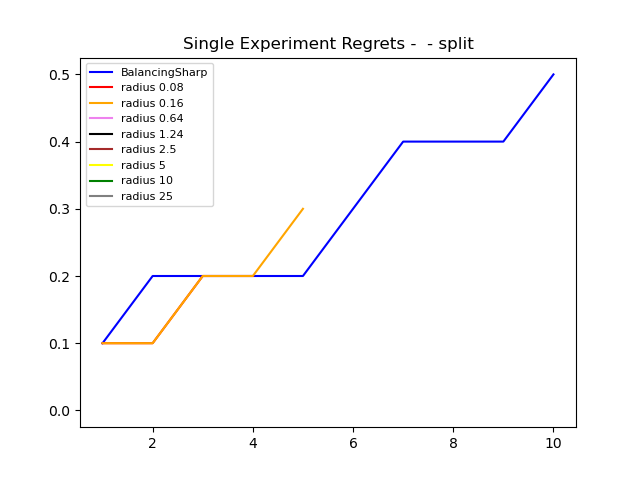 Single Experiment Regrets -  - split
BalancingSharp
radius 0.08
radius 0.16
radius 0.64
radius 1.24
radius 2.5
radius 5
radius 10
radius 25
0.5
0.4
0.3
0.2
0.1
0.0
2 4 6 8 10